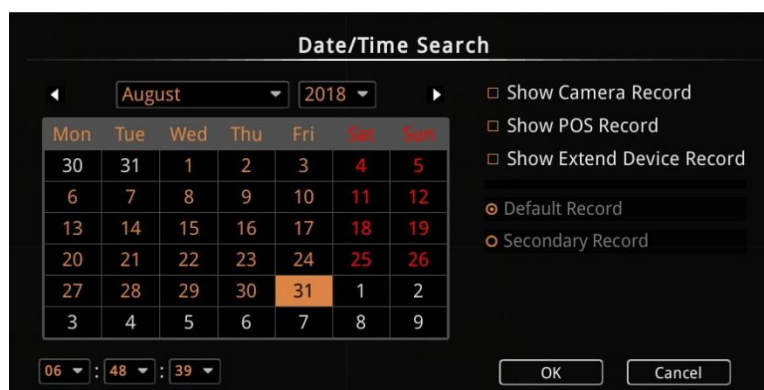 Date/Time Search
August 2018
Mon Tue Wed Thu Fri Sat Sun
30 31 1 2 3 4 5
6 7 8 9 10 11 12
13 14 15 16 17 18 19
20 21 22 23 24 25 26
27 28 29 30 31 1 2
3 4 5 6 7 8 9
06 : 48 : 39
Show Camera Record
Show POS Record
Show Extend Device Record
Default Record
Secondary Record
OK Cancel